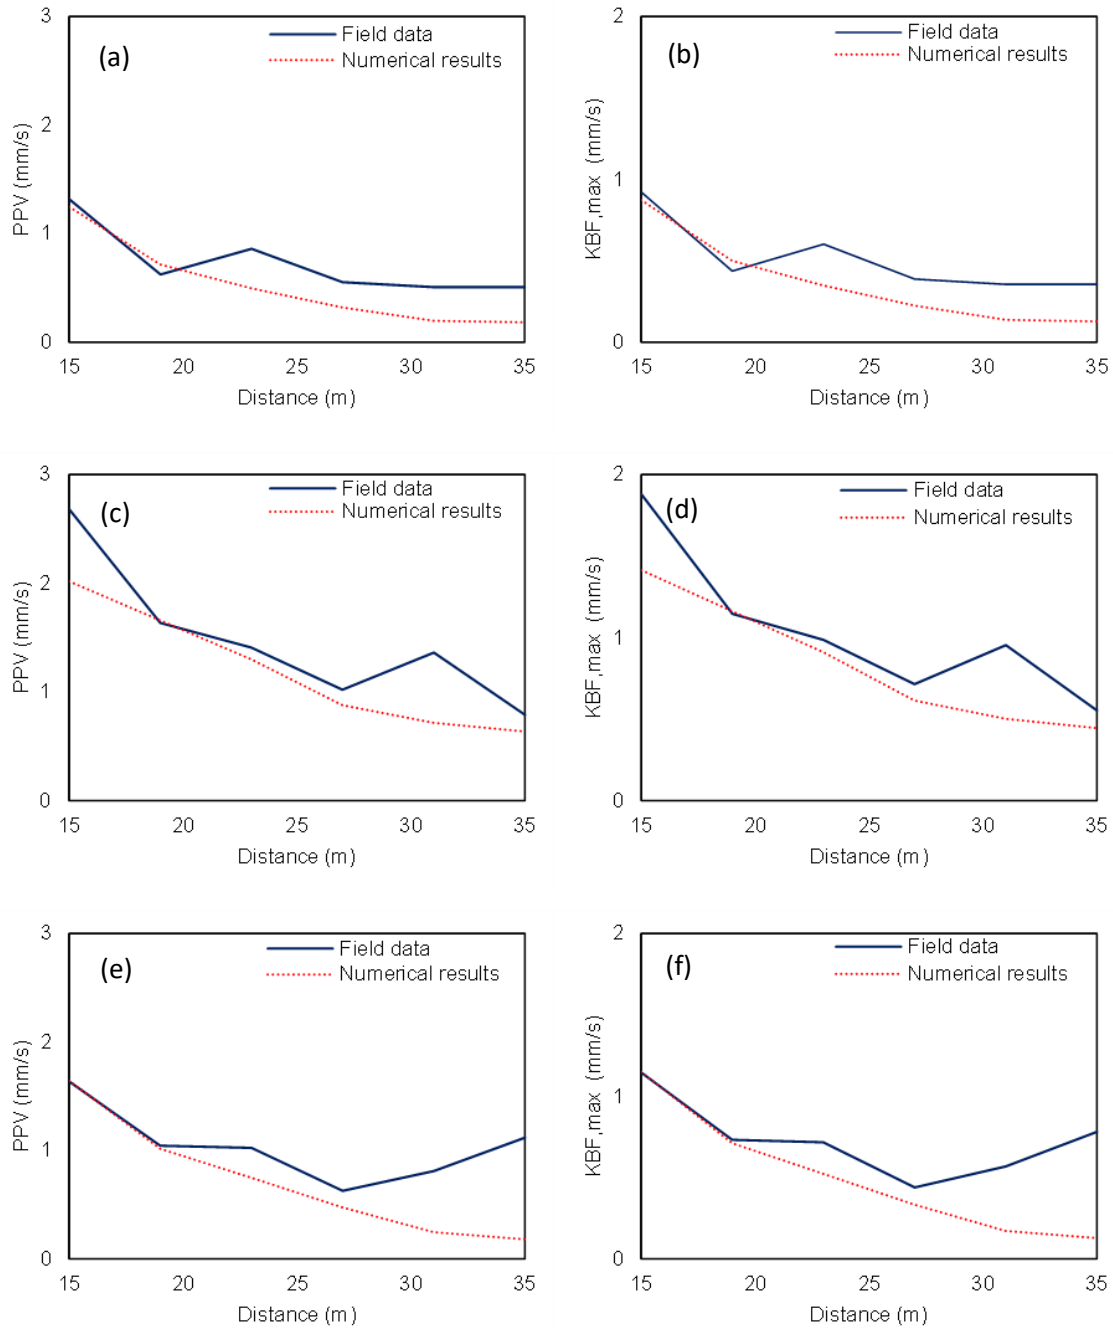 3
Field data
(a)
Numerical results
2
PPV (mm/s)
1
0
15
20
25
30
35
Distance (m)
2
Field data
(b)
Numerical results
KBF,max (mm/s)
1
0
15
20
25
30
35
Distance (m)
3
Field data
(c)
Numerical results
2
PPV (mm/s)
1
0
15
20
25
30
35
Distance (m)
2
Field data
(d)
Numerical results
KBF,max (mm/s)
1
0
15
20
25
30
35
Distance (m)
3
Field data
(e)
Numerical results
2
PPV (mm/s)
1
0
15
20
25
30
35
Distance (m)
2
Field data
(f)
Numerical results
KBF,max (mm/s)
1
0
15
20
25
30
35
Distance (m)